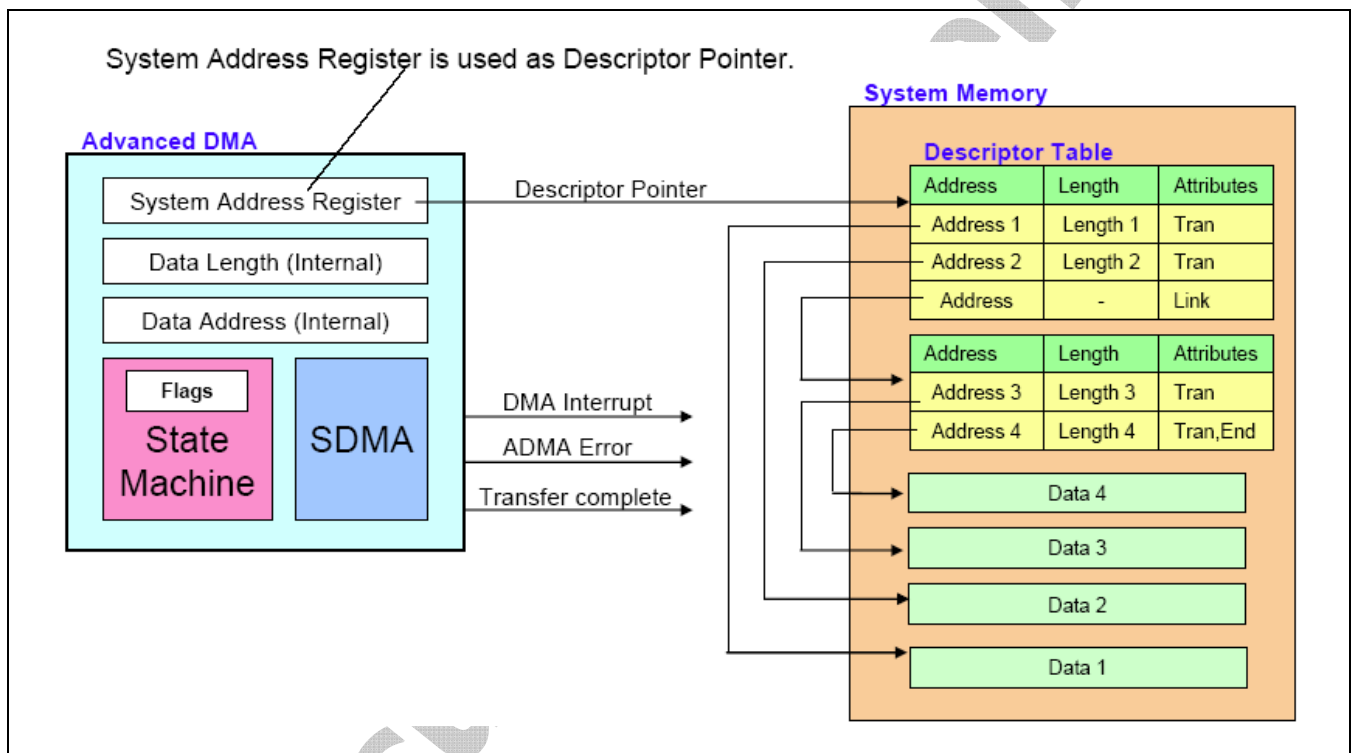 System Address Register is used as Descriptor Pointer.
Advanced DMA
System Address Register
Data Length (Internal)
Data Address (Internal)
Flags
State
Machine
SDMA
Descriptor Pointer
DMA Interrupt
ADMA Error
Transfer complete
System Memory
Descriptor Table
Address Length Attributes
Address 1 Length 1 Tran
Address 2 Length 2 Tran
Address - Link
Address Length Attributes
Address 3 Length 3 Tran
Address 4 Length 4 Tran,End
Data 4
Data 3
Data 2
Data 1